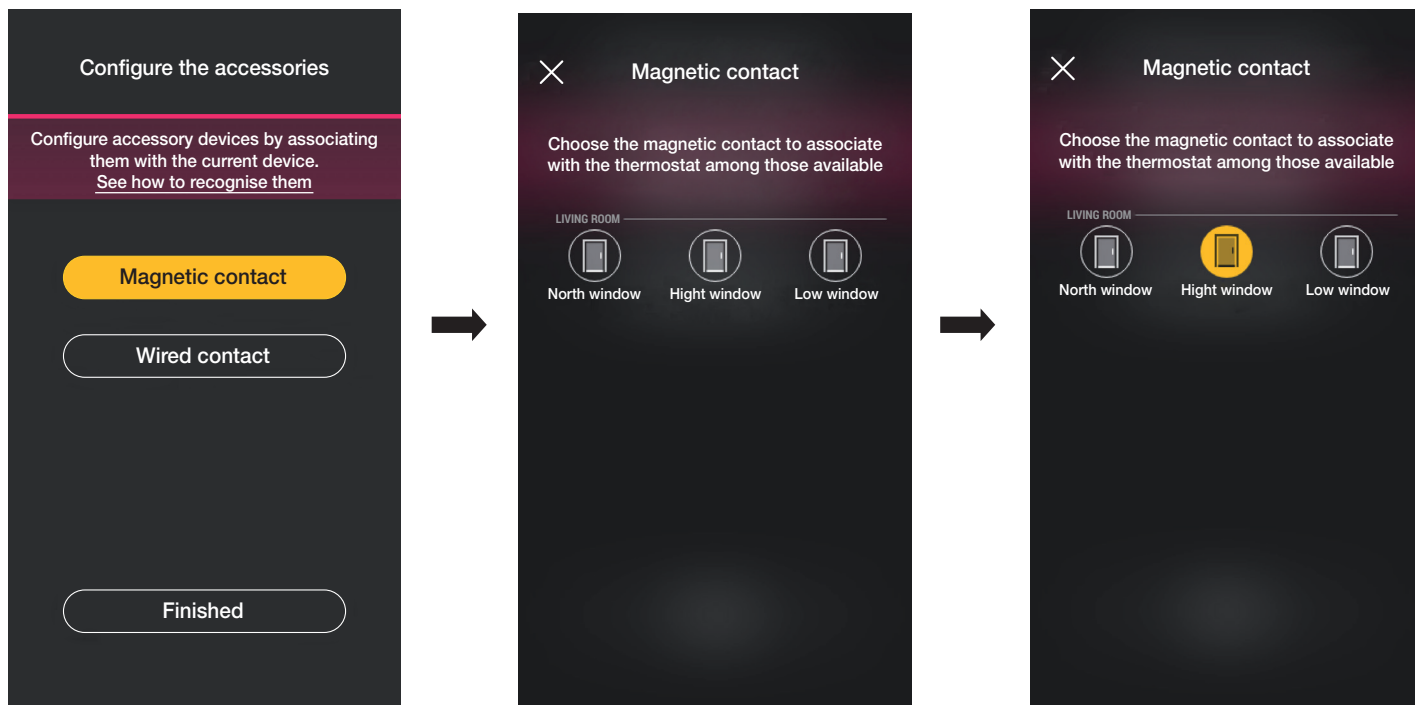 Configure the accessories
Configure accessory devices by associating
them with the current device.
See how to recognise them
Magnetic contact
Wired contact
Finished
Magnetic contact
Choose the magnetic contact to associate
with the thermostat among those available
LIVING ROOM
North window
Hight window
Low window
Magnetic contact
Choose the magnetic contact to associate
with the thermostat among those available
LIVING ROOM
North window
Hight window
Low window